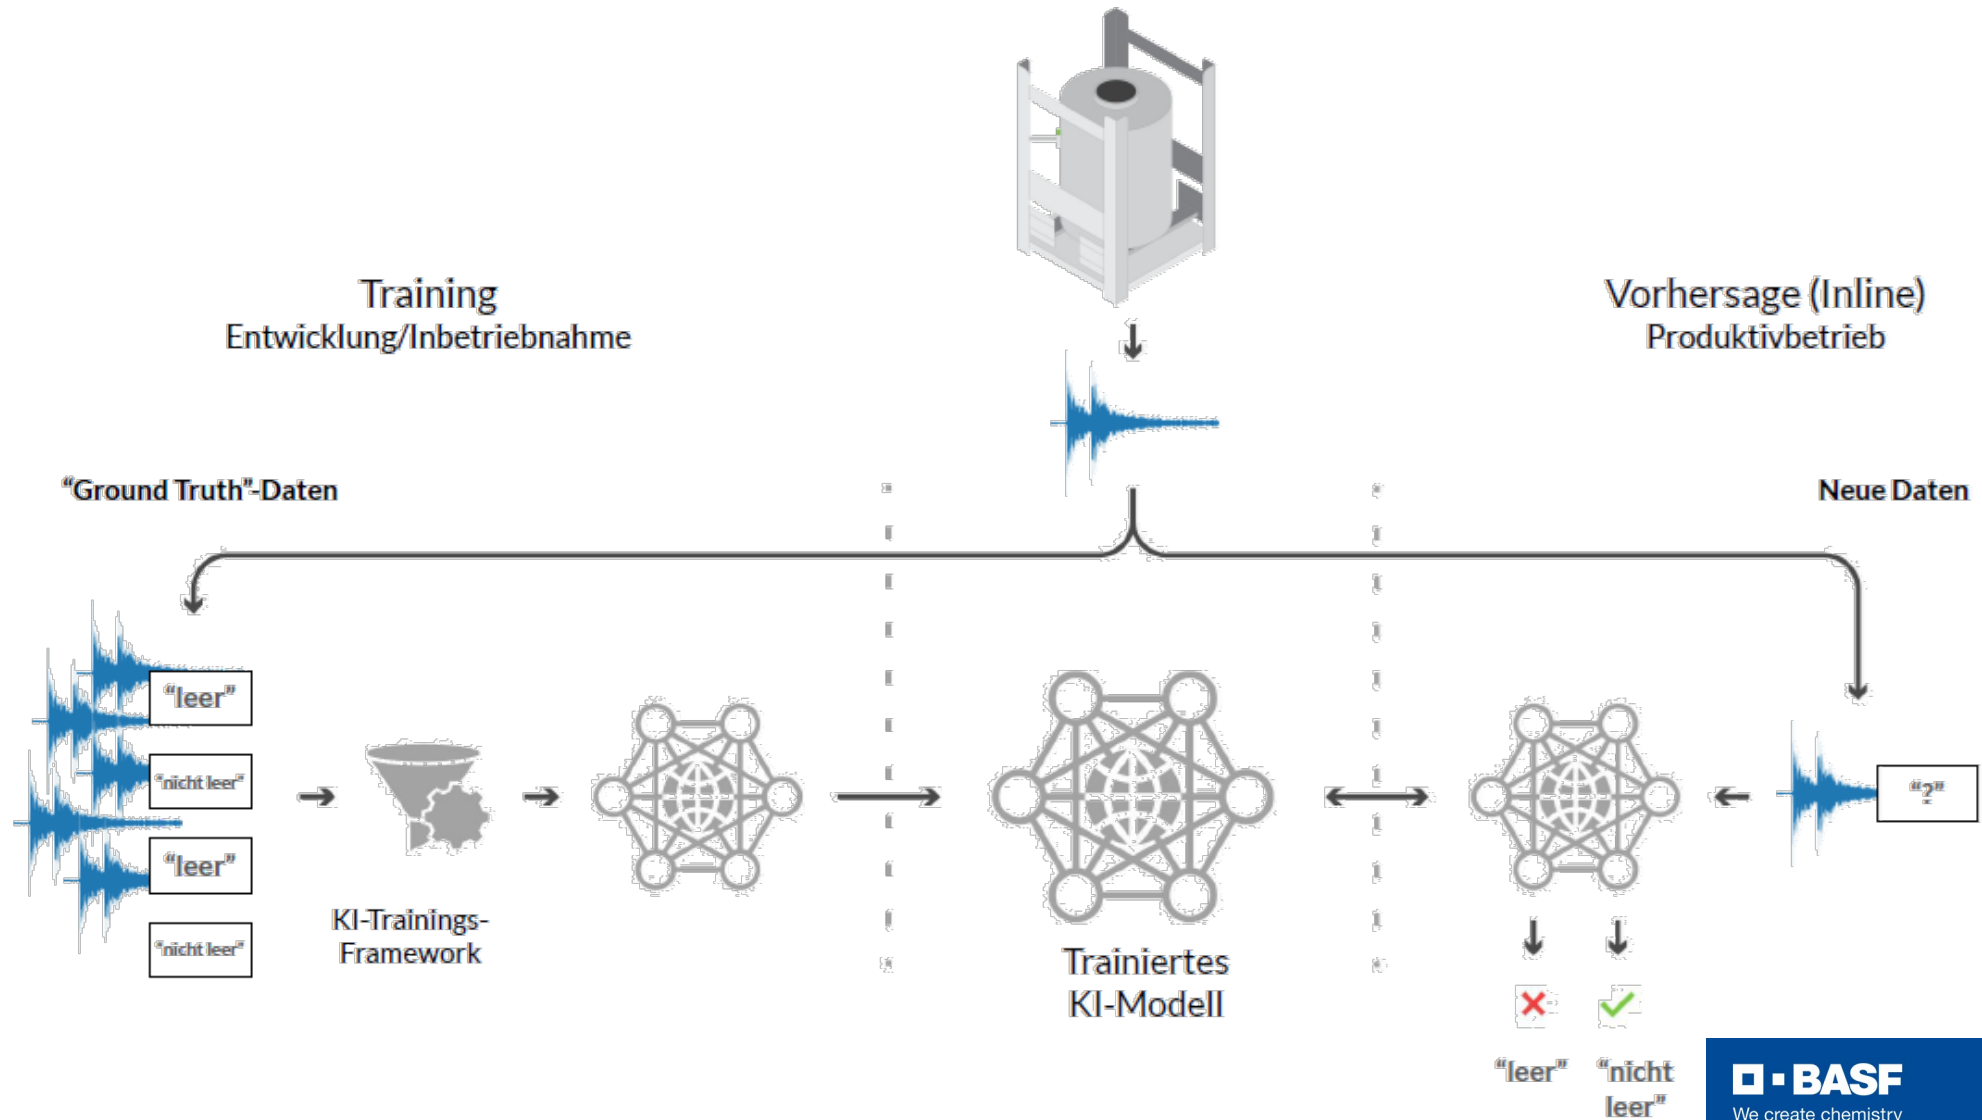 Training
Entwicklung/Inbetriebnahme
Vorhersage (Inline)
Produktivbetrieb
“Ground Truth”-Daten
Neue Daten
“leer”
“nicht leer”
“leer”
“nicht leer”
KI-Trainings-
Framework
Trainiertes
KI-Modell
“?”
“leer”
“nicht
leer”
BASF
We create chemistry